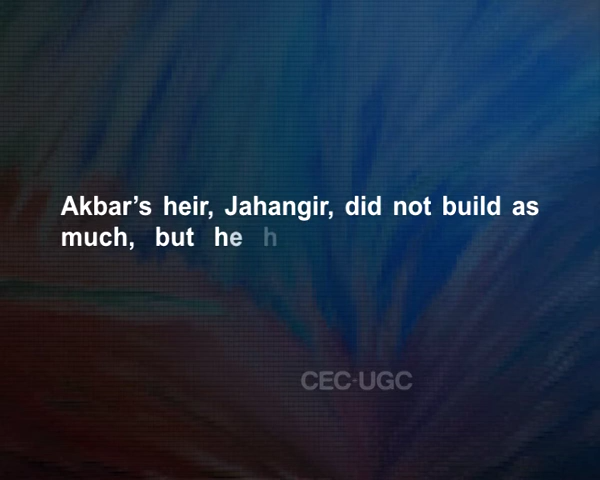 Akbar’s heir, Jahangir, did not build as
much, but he h
CEC-UGC